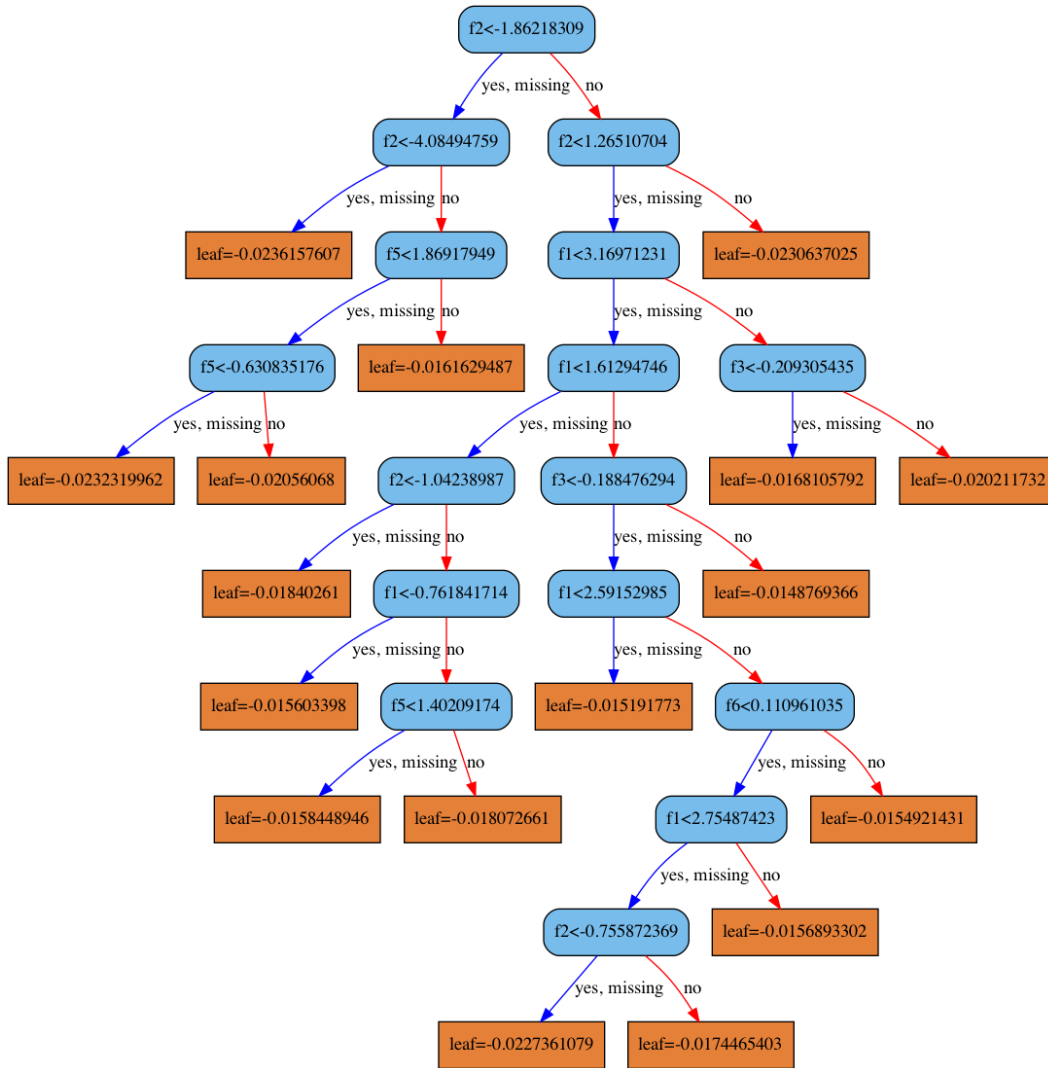 f2<-1.86218309
yes, missing
no
f2<-4.08494759
f2<1.26510704
yes, missing
no
yes, missing
no
leaf=-0.0236157607
f5<1.86917949
f1<3.16971231
leaf=-0.0230637025
yes, missing
no
yes, missing
no
f5<-0.630835176
leaf=-0.0161629487
f1<1.61294746
f3<-0.209305435
yes, missing
no
yes, missing
no
yes, missing
no
leaf=-0.0232319962
leaf=-0.02056068
f2<-1.04238987
f3<-0.188476294
leaf=-0.0168105792
leaf=-0.020211732
yes, missing
no
yes, missing
no
leaf=-0.01840261
f1<-0.761841714
f1<2.59152985
leaf=-0.0148769366
yes, missing
no
yes, missing
no
leaf=-0.015603398
f5<1.40209174
leaf=-0.015191773
f6<0.110961035
yes, missing
no
yes, missing
no
leaf=-0.0158448946
leaf=-0.018072661
f1<2.75487423
leaf=-0.0154921431
yes, missing
no
f2<-0.755872369
leaf=-0.0156893302
yes, missing
no
leaf=-0.0227361079
leaf=-0.0174465403